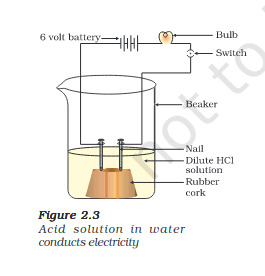 6 volt battery
Bulb
Switch
Beaker
Nail
Dilute HCl
solution
Rubber
cork
not to
Figure 2.3
Acid solution in water
conducts electricity